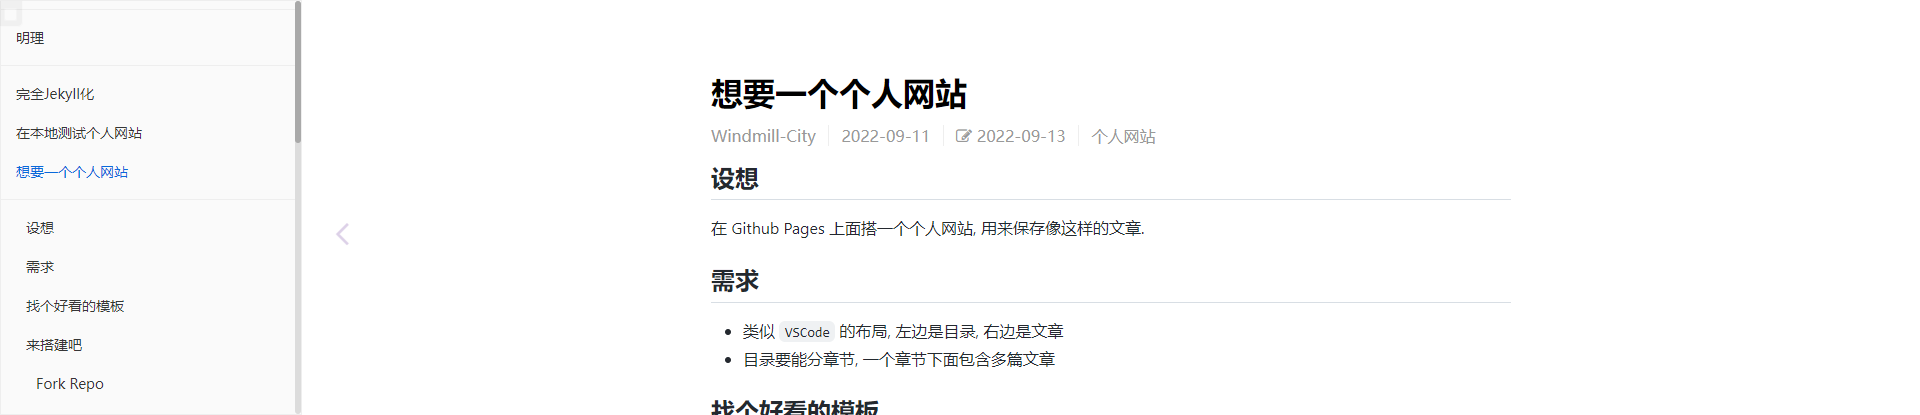 明理
完全Jekyll化
在本地测试个人网站
想要一个个人网站
设想
需求
找个好看的模板
来搭建吧
Fork Repo
想要一个个人网站
Windmill-City 2022-09-11 2022-09-13 个人网站
设想
在 Github Pages 上面搭一个个人网站, 用来保存像这样的文章.
需求
类似 VSCode 的布局, 左边是目录, 右边是文章
目录要能分章节, 一个章节下面包含多篇文章
找个好看的模板